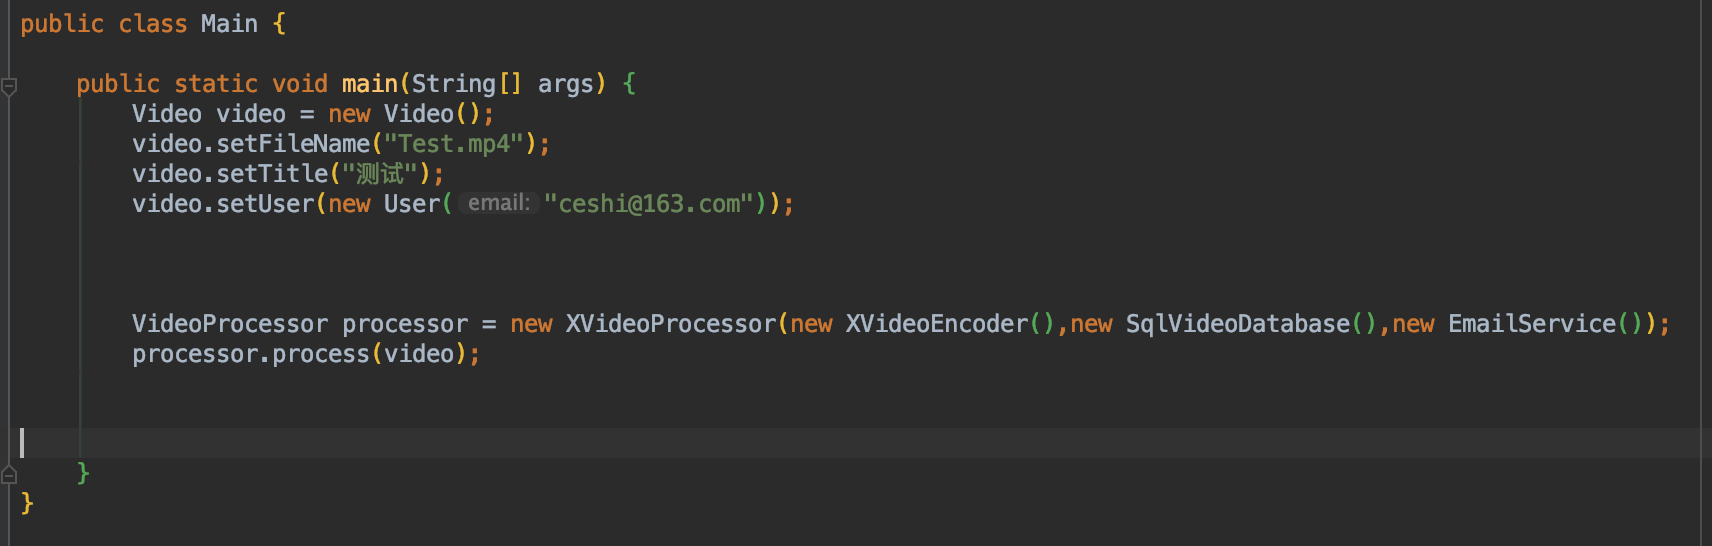 public class Main {
public static void main(String[] args) {
Video video = new Video();
video.setFileName("Test.mp4");
video.setTitle("测试");
video.setUser(new User( email: "ceshi@163.com"));
VideoProcessor processor = new XVideoProcessor(new XVideoEncoder(),new SqlVideoDatabase(),new EmailService());
processor.process(video);
}
}